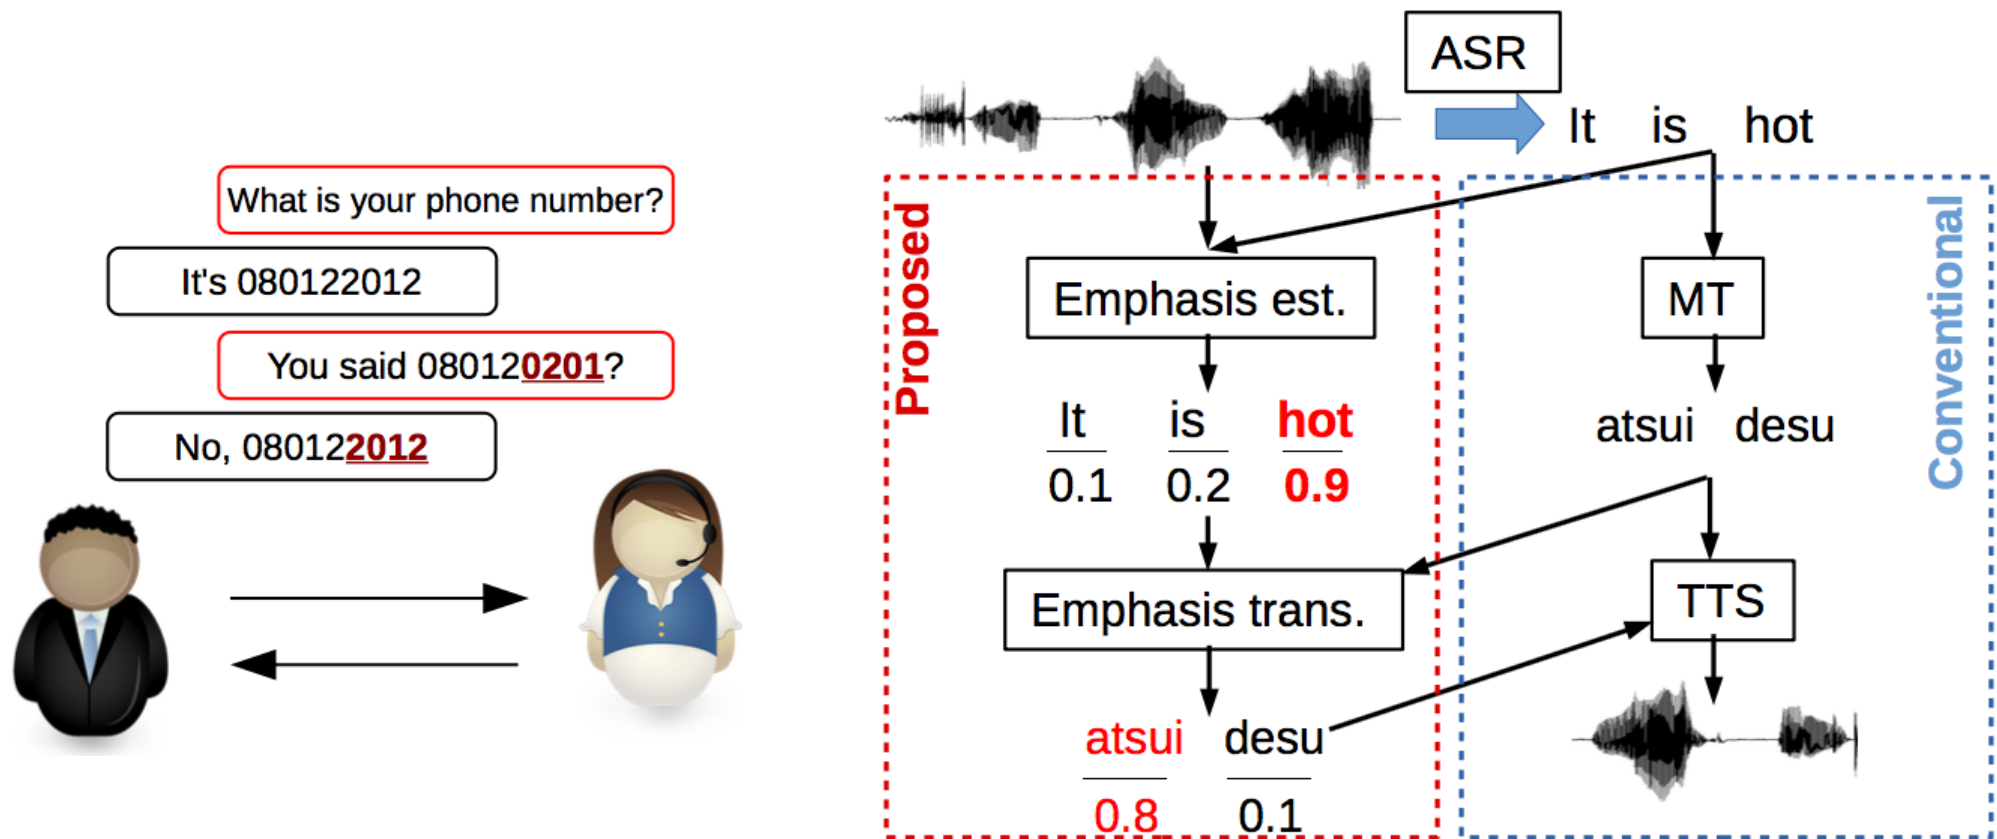 What is your phone number?
It's 080122012
You said 0801220201?
No, 080122012
ASR
It is hot
Proposed
Emphasis est.
It is hot
0.1 0.2 0.9
Emphasis trans.
atsui desu
0.8 0.1
Conventional
MT
atsui desu
TTS